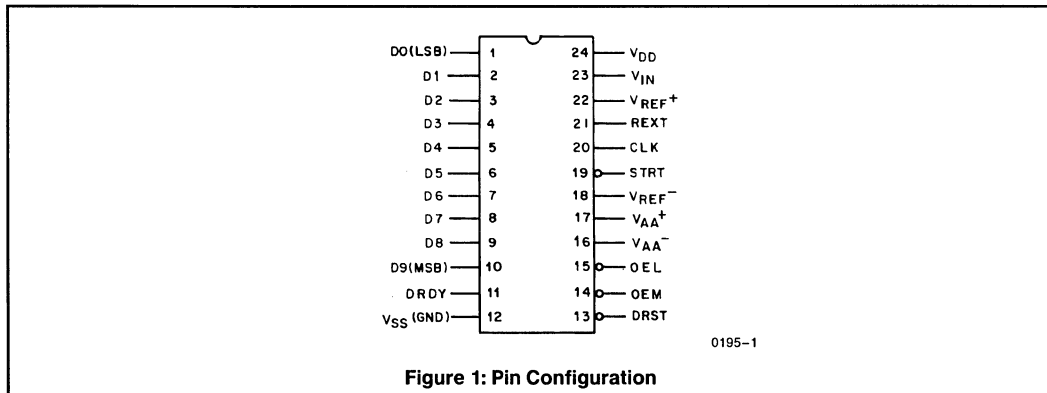 D0(LSB) 1 24 VDD
D1 2 23 VIN
D2 3 22 VREF+
D3 4 21 REXT
D4 5 20 CLK
D5 6 19 STRT
D6 7 18 VREF-
D7 8 17 VAA+
D8 9 16 VAA-
D9(MSB) 10 15 OEL
DRDY 11 14 OEM
VSS (GND) 12 13 DRST
0195-1
Figure 1: Pin Configuration